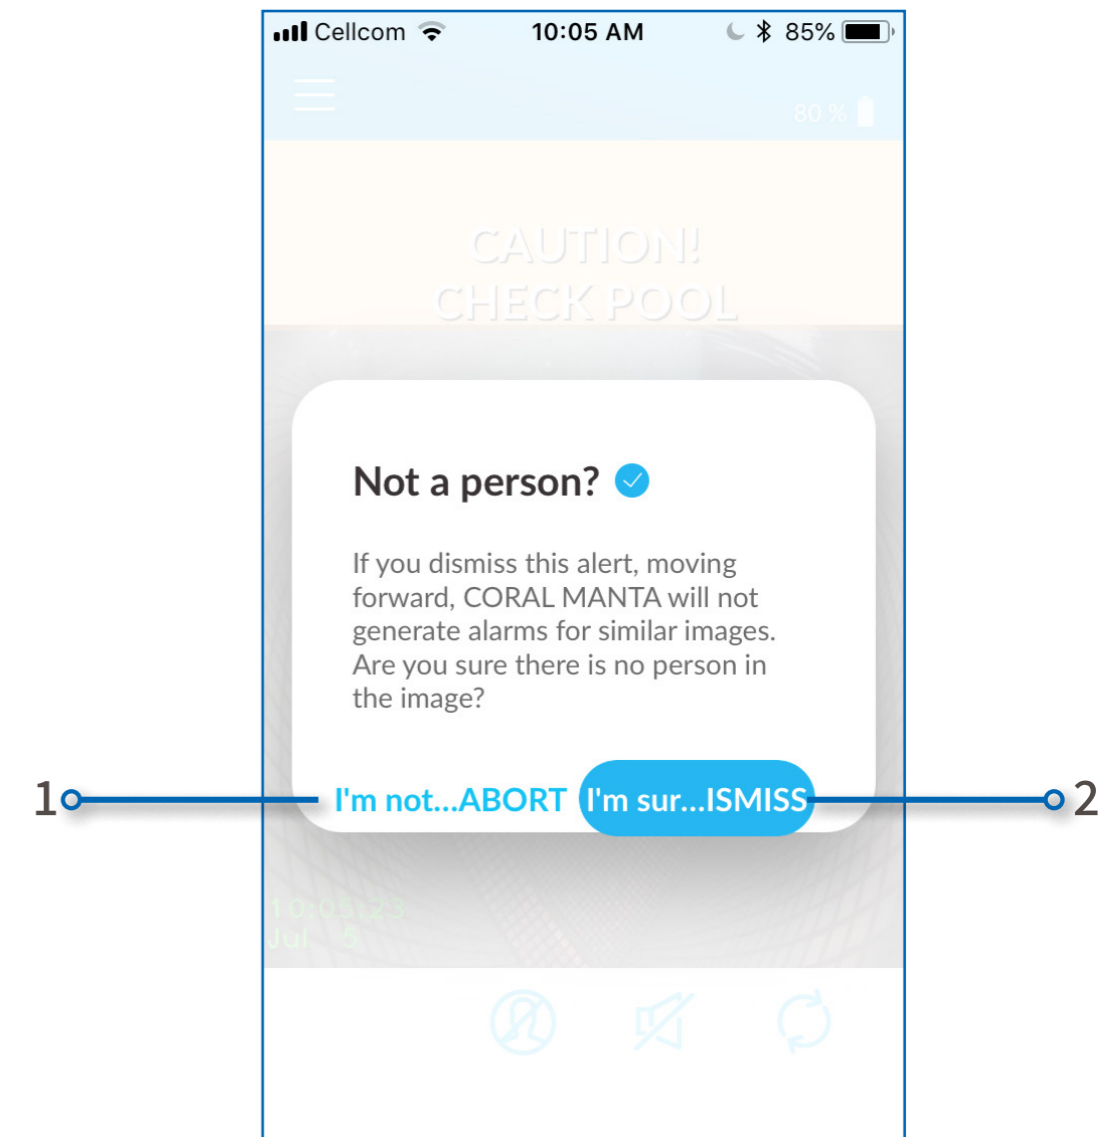 Cellcom 10:05 AM 85%
80 %
CAUTION!
CHECK POOL
Not a person?
If you dismiss this alert, moving
forward, CORAL MANTA will not
generate alarms for similar images.
Are you sure there is no person in
the image?
1 I'm not...ABORT I'm sur...ISMISS 2
10:05:23
Jul 5